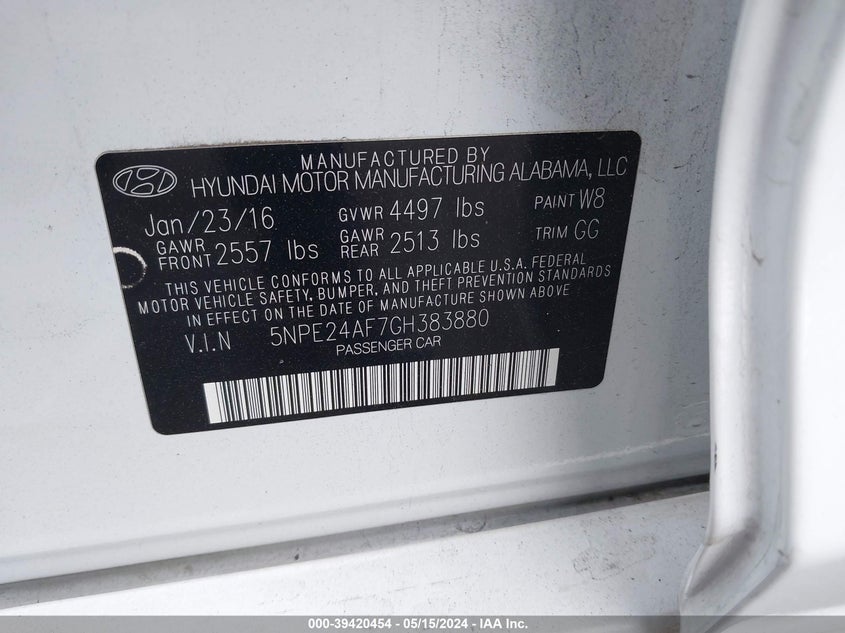 MANUFACTURED BY
HYUNDAI MOTOR MANUFACTURING ALABAMA, LLC
Jan/23/16 GVWR 4497 lbs PAINT W8
GAWR FRONT 2557 lbs GAWR REAR 2513 lbs TRIM GG
THIS VEHICLE CONFORMS TO ALL APPLICABLE U.S.A. FEDERAL
MOTOR VEHICLE SAFETY, BUMPER, AND THEFT PREVENTION STANDARDS
IN EFFECT ON THE DATE OF MANUFACTURE SHOWN ABOVE
V.I.N 5NPE24AF7GH383880
PASSENGER CAR
000-39420454 - 05/15/2024 - IAA Inc.